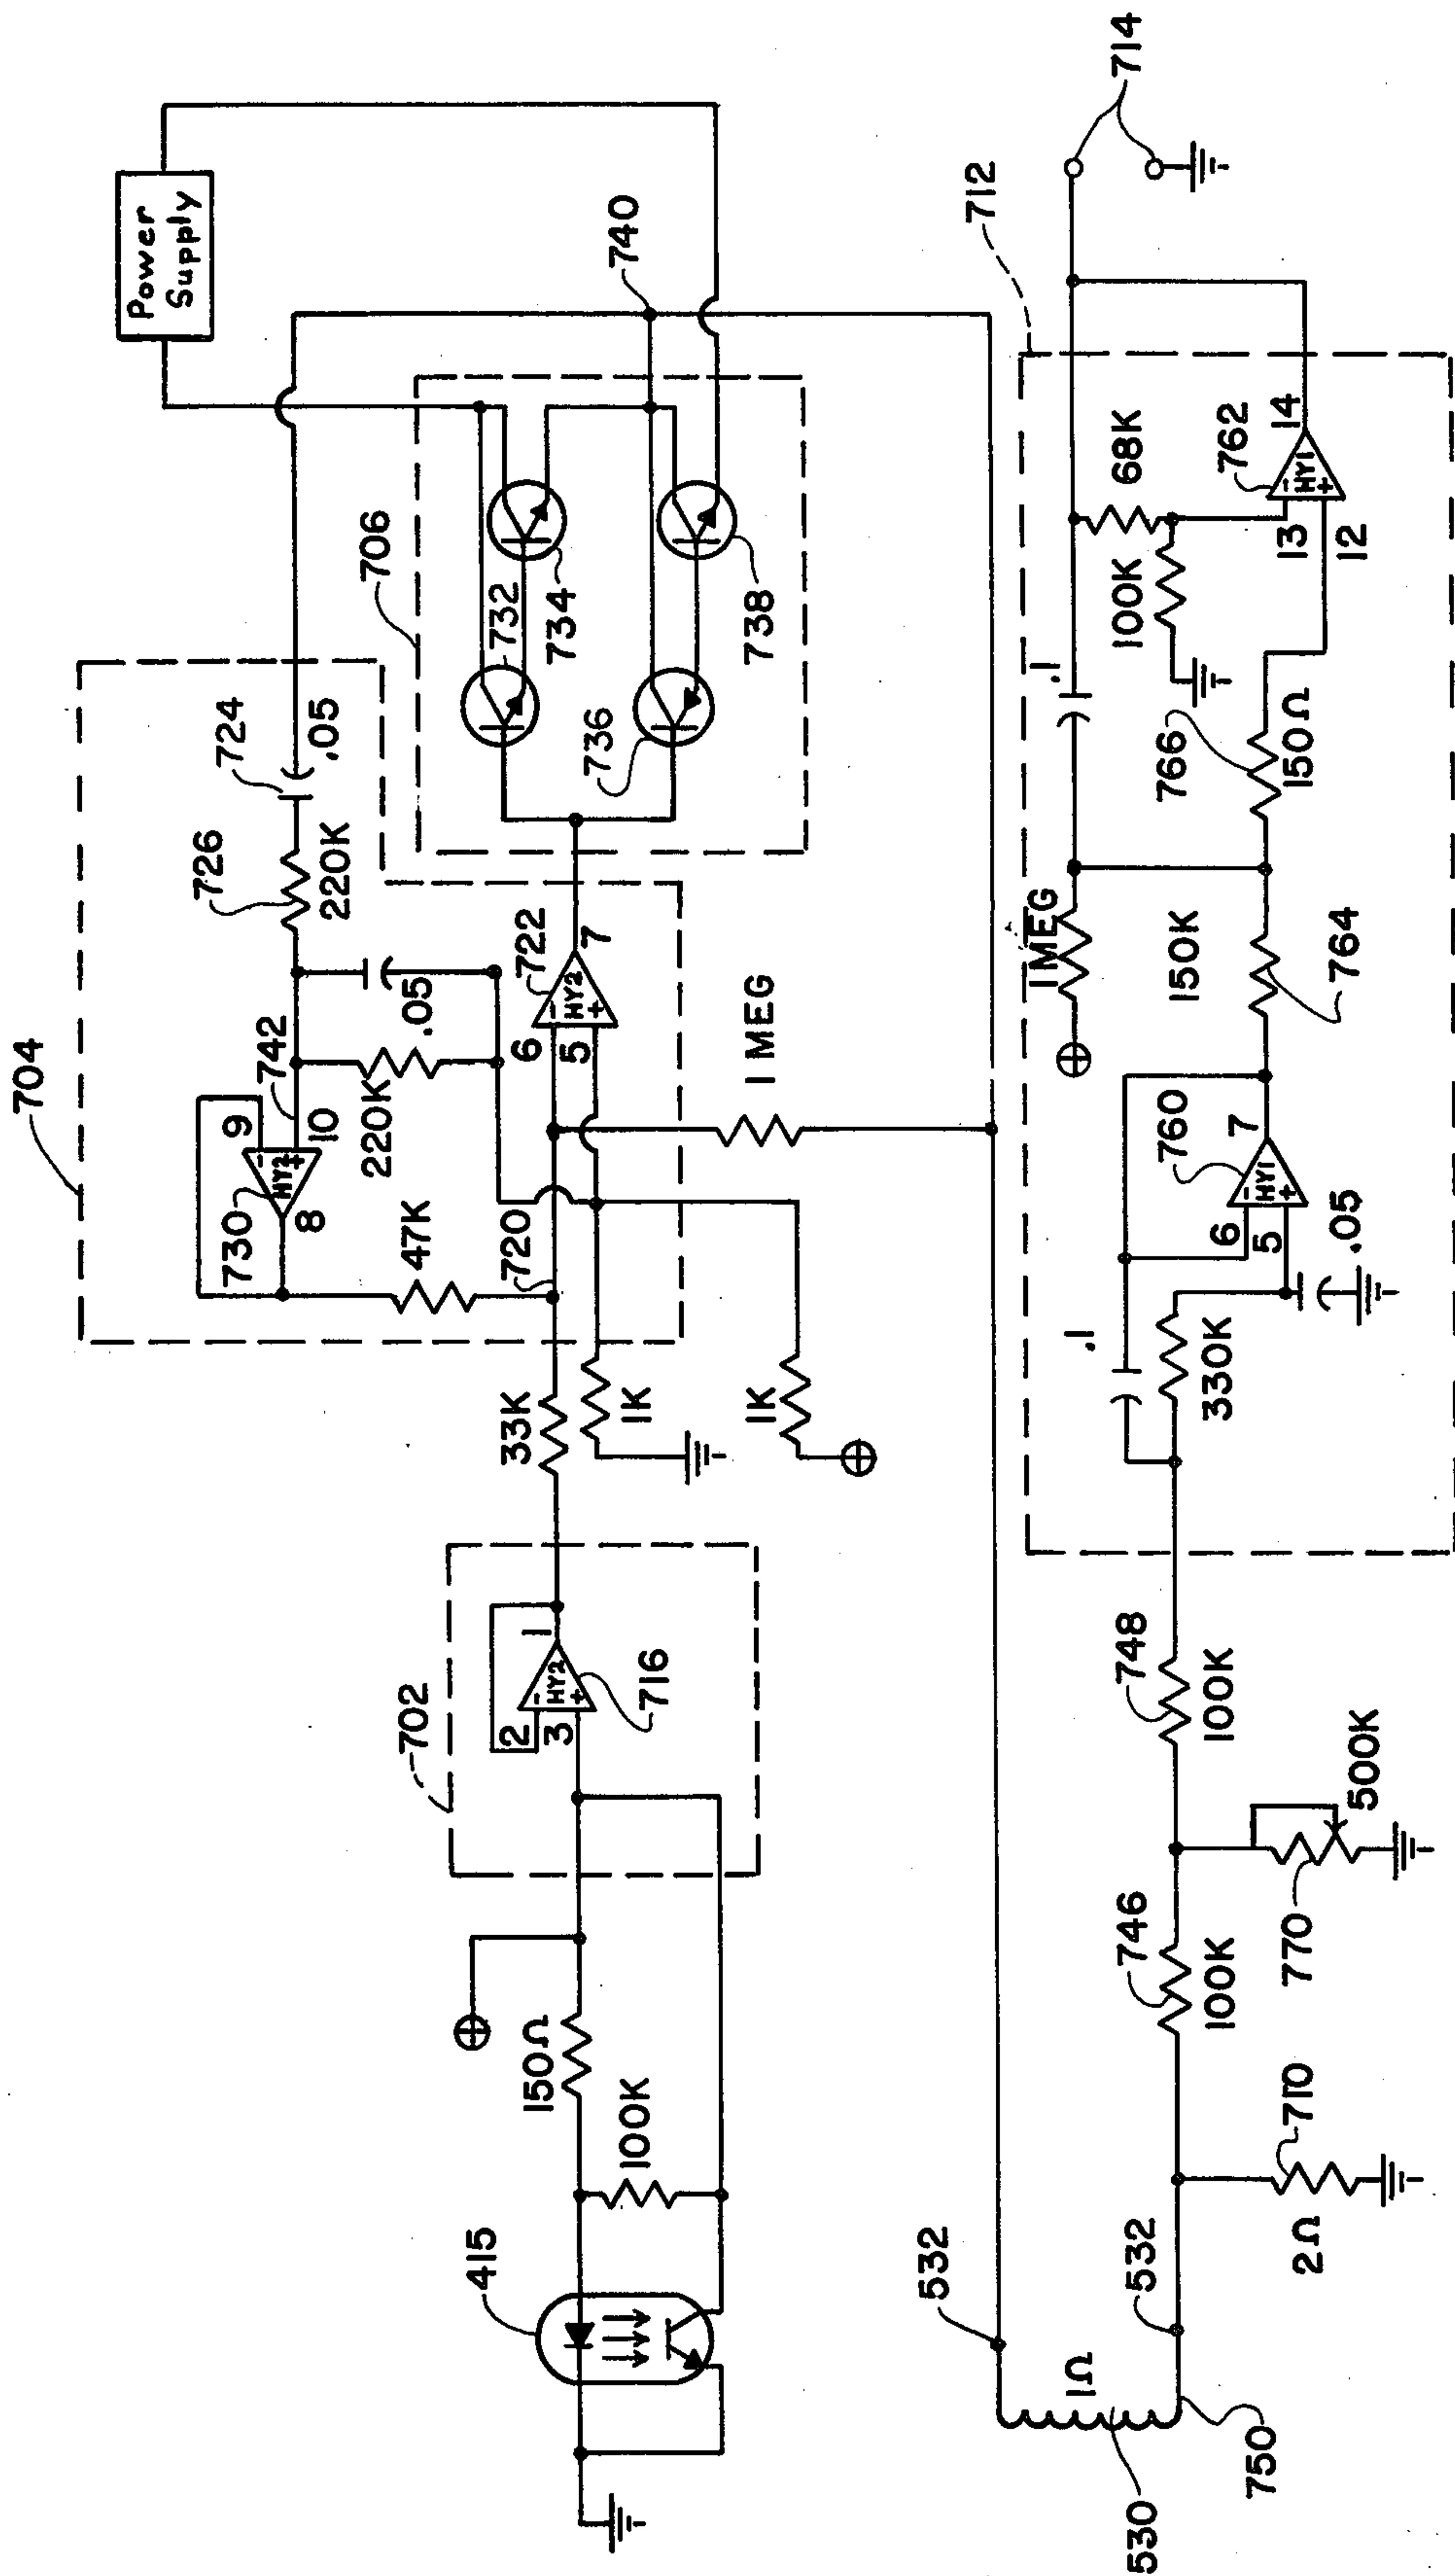 Power
Supply
704
730
9
10
8
HY2
-
+
742
726
220K
724
.05
.05
220K
47K
720
706
732
734
736
738
740
6
5
7
HY2
-
+
722
33K
1K
1K
1 MEG
702
2
3
1
HY2
-
+
716
150Ω
100K
415
712
714
68K
100K
762
14
13
12
HY1
-
+
.1
766
150Ω
1MEG
150K
764
760
7
6
5
HY1
-
+
.05
.1
330K
748
100K
500K
770
746
100K
710
2Ω
532
532
1Ω
530
750